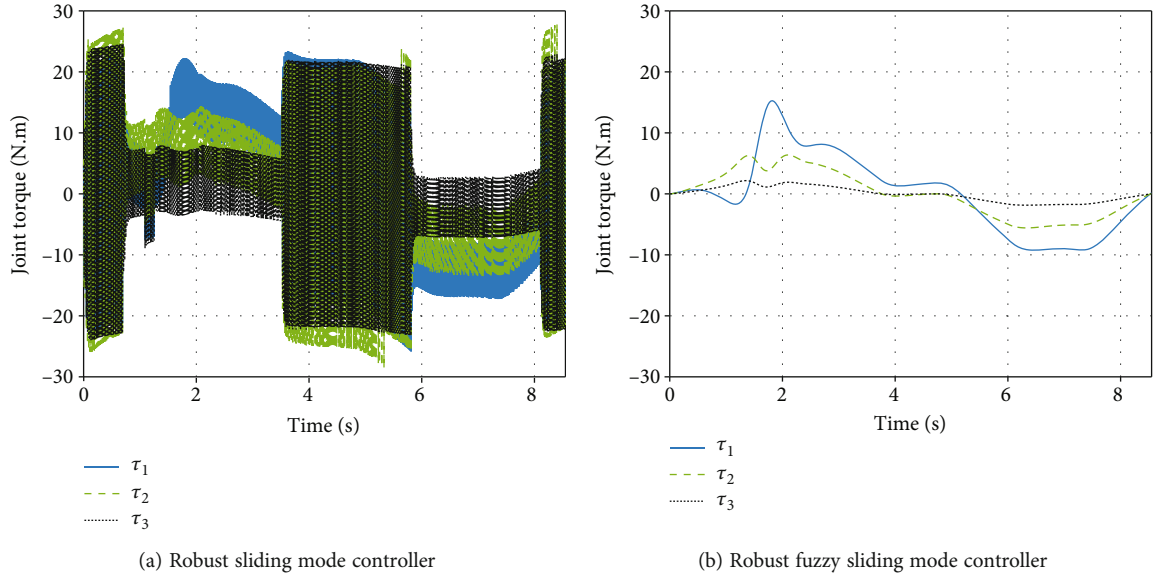 30
20
10
0
−10
−20
−30
0
2
4
6
8
Joint torque (N.m)
Time (s)
τ1
τ2
τ3
(a) Robust sliding mode controller
30
20
10
0
−10
−20
−30
0
2
4
6
8
Joint torque (N.m)
Time (s)
τ1
τ2
τ3
(b) Robust fuzzy sliding mode controller